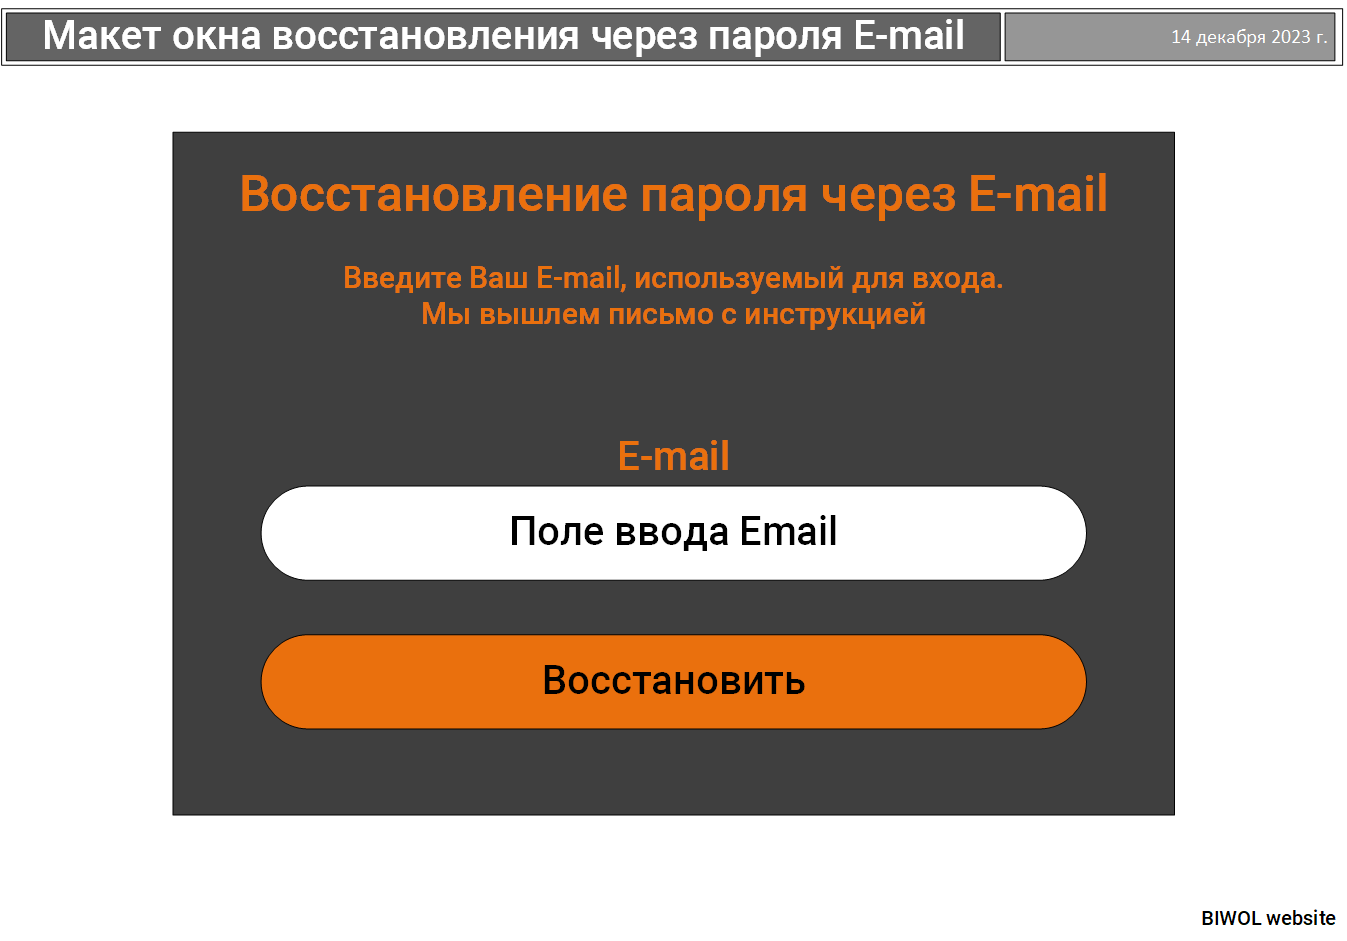 Макет окна восстановления через пароля E-mail
14 декабря 2023 г.
Восстановление пароля через E-mail
Введите Ваш E-mail, используемый для входа.
Мы вышлем письмо с инструкцией
E-mail
Поле ввода Email
Восстановить
BIWOL website